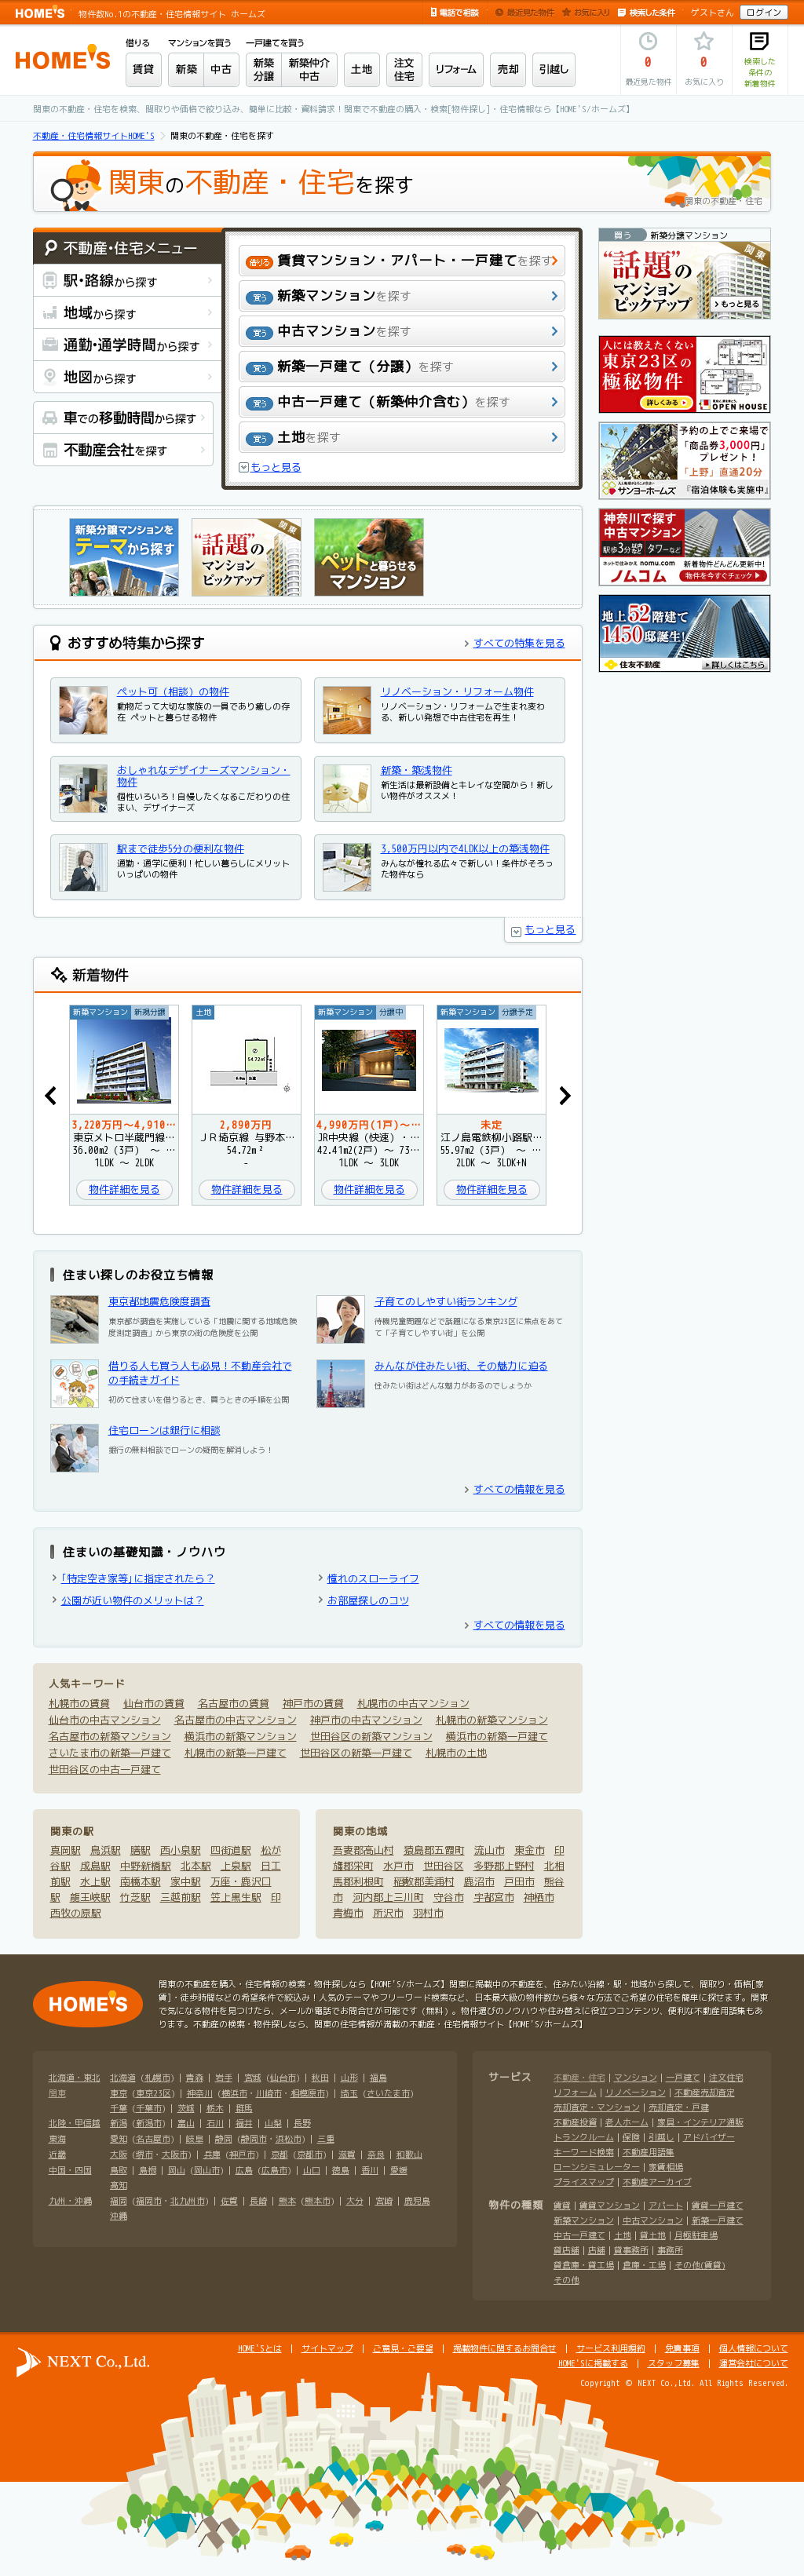 HOME'S 物件数No.1の不動産・住宅情報サイト ホームズ
電話で相談 最近見た物件 お気に入り 検索した条件 ゲストさん ログイン
HOME'S
借りる マンションを買う 一戸建てを買う
賃貸 新築 中古 新築分譲 新築仲介中古 土地 注文住宅 リフォーム 売却 引越し
0 最近見た物件
0 お気に入り
検索した条件の新着物件
関東の不動産・住宅を検索、間取りや価格で絞り込み、簡単に比較・資料請求！関東で不動産の購入・検索[物件探し]・住宅情報なら【HOME'S/ホームズ】
不動産・住宅情報サイトHOME'S 関東の不動産・住宅を探す
関東の不動産・住宅を探す
関東の不動産・住宅
不動産・住宅メニュー
駅・路線から探す
地域から探す
通勤・通学時間から探す
地図から探す
車での移動時間から探す
不動産会社を探す
借りる 賃貸マンション・アパート・一戸建てを探す
買う 新築マンションを探す
買う 中古マンションを探す
買う 新築一戸建て（分譲）を探す
買う 中古一戸建て（新築仲介含む）を探す
買う 土地を探す
もっと見る
買う 新築分譲マンション
関東
"話題"のマンションピックアップ
もっと見る
人には教えたくない
東京23区の極秘物件
詳しくみる
OPEN HOUSE
予約の上でご来場で
「商品券3,000円」プレゼント！
「上野」直通20分
サンヨーホームズ
『宿泊体験も実施中』
神奈川で探す
中古マンション
駅歩3分以内など タワーなど
ネットで住みかえ nomu.com
ノムコム
新着物件どんどん更新中！
物件を今すぐチェック
地上52階建て
1450邸誕生！
住友不動産
詳しくはこちら
新築分譲マンションをテーマから探す
関東 "話題"のマンションピックアップ
ペットと暮らせるマンション
おすすめ特集から探す
すべての特集を見る
ペット可（相談）の物件
動物だって大切な家族の一員であり癒しの存在 ペットと暮らせる物件
リノベーション・リフォーム物件
リノベーション・リフォームで生まれ変わる、新しい発想で中古住宅を再生！
おしゃれなデザイナーズマンション・物件
個性いろいろ！自慢したくなるこだわりの住まい、デザイナーズ
新築・築浅物件
新生活は最新設備とキレイな空間から！新しい物件がオススメ！
駅まで徒歩5分の便利な物件
通勤・通学に便利！忙しい暮らしにメリットいっぱいの物件
3,500万円以内で4LDK以上の築浅物件
みんなが憧れる広々で新しい！条件がそろった物件なら
もっと見る
新着物件
新築マンション 新規分譲
3,220万円～4,910…
東京メトロ半蔵門線…
36.00m2（3戸） ～ …
1LDK ～ 2LDK
物件詳細を見る
土地
2,890万円
ＪＲ埼京線 与野本…
54.72m²
-
物件詳細を見る
新築マンション 分譲中
4,990万円(1戸)～…
JR中央線（快速）・…
42.41m2(2戸) ～ 73…
1LDK ～ 3LDK
物件詳細を見る
新築マンション 分譲予定
未定
江ノ島電鉄柳小路駅…
55.97m2（3戸） ～ …
2LDK ～ 3LDK+N
物件詳細を見る
住まい探しのお役立ち情報
東京都地震危険度調査
東京都が調査を実施している「地震に関する地域危険度測定調査」から東京の街の危険度を公開
子育てのしやすい街ランキング
待機児童問題などで話題になる東京23区に焦点をあてて「子育てしやすい街」を公開
借りる人も買う人も必見！不動産会社での手続きガイド
初めて住まいを借りるとき、買うときの手順を公開
みんなが住みたい街、その魅力に迫る
住みたい街はどんな魅力があるのでしょうか
住宅ローンは銀行に相談
銀行の無料相談でローンの疑問を解消しよう！
すべての情報を見る
住まいの基礎知識・ノウハウ
「特定空き家等」に指定されたら？
憧れのスローライフ
公園が近い物件のメリットは？
お部屋探しのコツ
すべての情報を見る
人気キーワード
札幌市の賃貸 仙台市の賃貸 名古屋市の賃貸 神戸市の賃貸 札幌市の中古マンション
仙台市の中古マンション 名古屋市の中古マンション 神戸市の中古マンション 札幌市の新築マンション
名古屋市の新築マンション 横浜市の新築マンション 世田谷区の新築マンション 横浜市の新築一戸建て
さいたま市の新築一戸建て 札幌市の新築一戸建て 世田谷区の新築一戸建て 札幌市の土地
世田谷区の中古一戸建て
関東の駅
真岡駅 鳥浜駅 膳駅 西小泉駅 四街道駅 松が
谷駅 成島駅 中野新橋駅 北本駅 上泉駅 日工
前駅 水上駅 南橋本駅 家中駅 万座・鹿沢口
駅 龍王峡駅 竹芝駅 三越前駅 笠上黒生駅 印
西牧の原駅
関東の地域
吾妻郡高山村 猿島郡五霞町 流山市 東金市 印
旛郡栄町 水戸市 世田谷区 多野郡上野村 北相
馬郡利根町 稲敷郡美浦村 鹿沼市 戸田市 熊谷
市 河内郡上三川町 守谷市 宇都宮市 神栖市
青梅市 所沢市 羽村市
HOME'S
関東の不動産を購入・住宅情報の検索・物件探しなら【HOME'S/ホームズ】関東に掲載中の不動産を、住みたい沿線・駅・地域から探して、間取り・価格[家賃]・徒歩時間などの希望条件で絞込み！人気のテーマやフリーワード検索など、日本最大級の物件数から様々な方法でご希望の住宅を簡単に探せます。関東で気になる物件を見つけたら、メールか電話でお問合せが可能です（無料）。物件選びのノウハウや住み替えに役立つコンテンツ、便利な不動産用語集もあります。不動産の検索・物件探しなら、関東の住宅情報が満載の不動産・住宅情報サイト【HOME'S/ホームズ】
北海道・東北 北海道（札幌市）｜青森｜岩手｜宮城（仙台市）｜秋田｜山形｜福島
関東 東京（東京23区）｜神奈川（横浜市・川崎市・相模原市）｜埼玉（さいたま市）
千葉（千葉市）｜茨城｜栃木｜群馬
北陸・甲信越 新潟（新潟市）｜富山｜石川｜福井｜山梨｜長野
東海 愛知（名古屋市）｜岐阜｜静岡（静岡市・浜松市）｜三重
近畿 大阪（堺市・大阪市）｜兵庫（神戸市）｜京都（京都市）｜滋賀｜奈良｜和歌山
中国・四国 鳥取｜島根｜岡山（岡山市）｜広島（広島市）｜山口｜徳島｜香川｜愛媛
高知
九州・沖縄 福岡（福岡市・北九州市）｜佐賀｜長崎｜熊本（熊本市）｜大分｜宮崎｜鹿児島
沖縄
サービス 不動産・住宅｜マンション｜一戸建て｜注文住宅
リフォーム｜リノベーション｜不動産売却査定
売却査定・マンション｜売却査定・戸建
不動産投資｜老人ホーム｜家具・インテリア通販
トランクルーム｜保険｜引越し｜アドバイザー
キーワード検索｜不動産用語集
ローンシミュレーター｜家賃相場
プライスマップ｜不動産アーカイブ
物件の種類 賃貸｜賃貸マンション｜アパート｜賃貸一戸建て
新築マンション｜中古マンション｜新築一戸建て
中古一戸建て｜土地｜貸土地｜月極駐車場
貸店舗｜店舗｜貸事務所｜事務所
貸倉庫・貸工場｜倉庫・工場｜その他(賃貸)
その他
NEXT Co.,Ltd.
HOME'Sとは｜サイトマップ｜ご意見・ご要望｜掲載物件に関するお問合せ｜サービス利用規約｜免責事項｜個人情報について
HOME'Sに掲載する｜スタッフ募集｜運営会社について
Copyright © NEXT Co.,Ltd. All Rights Reserved.